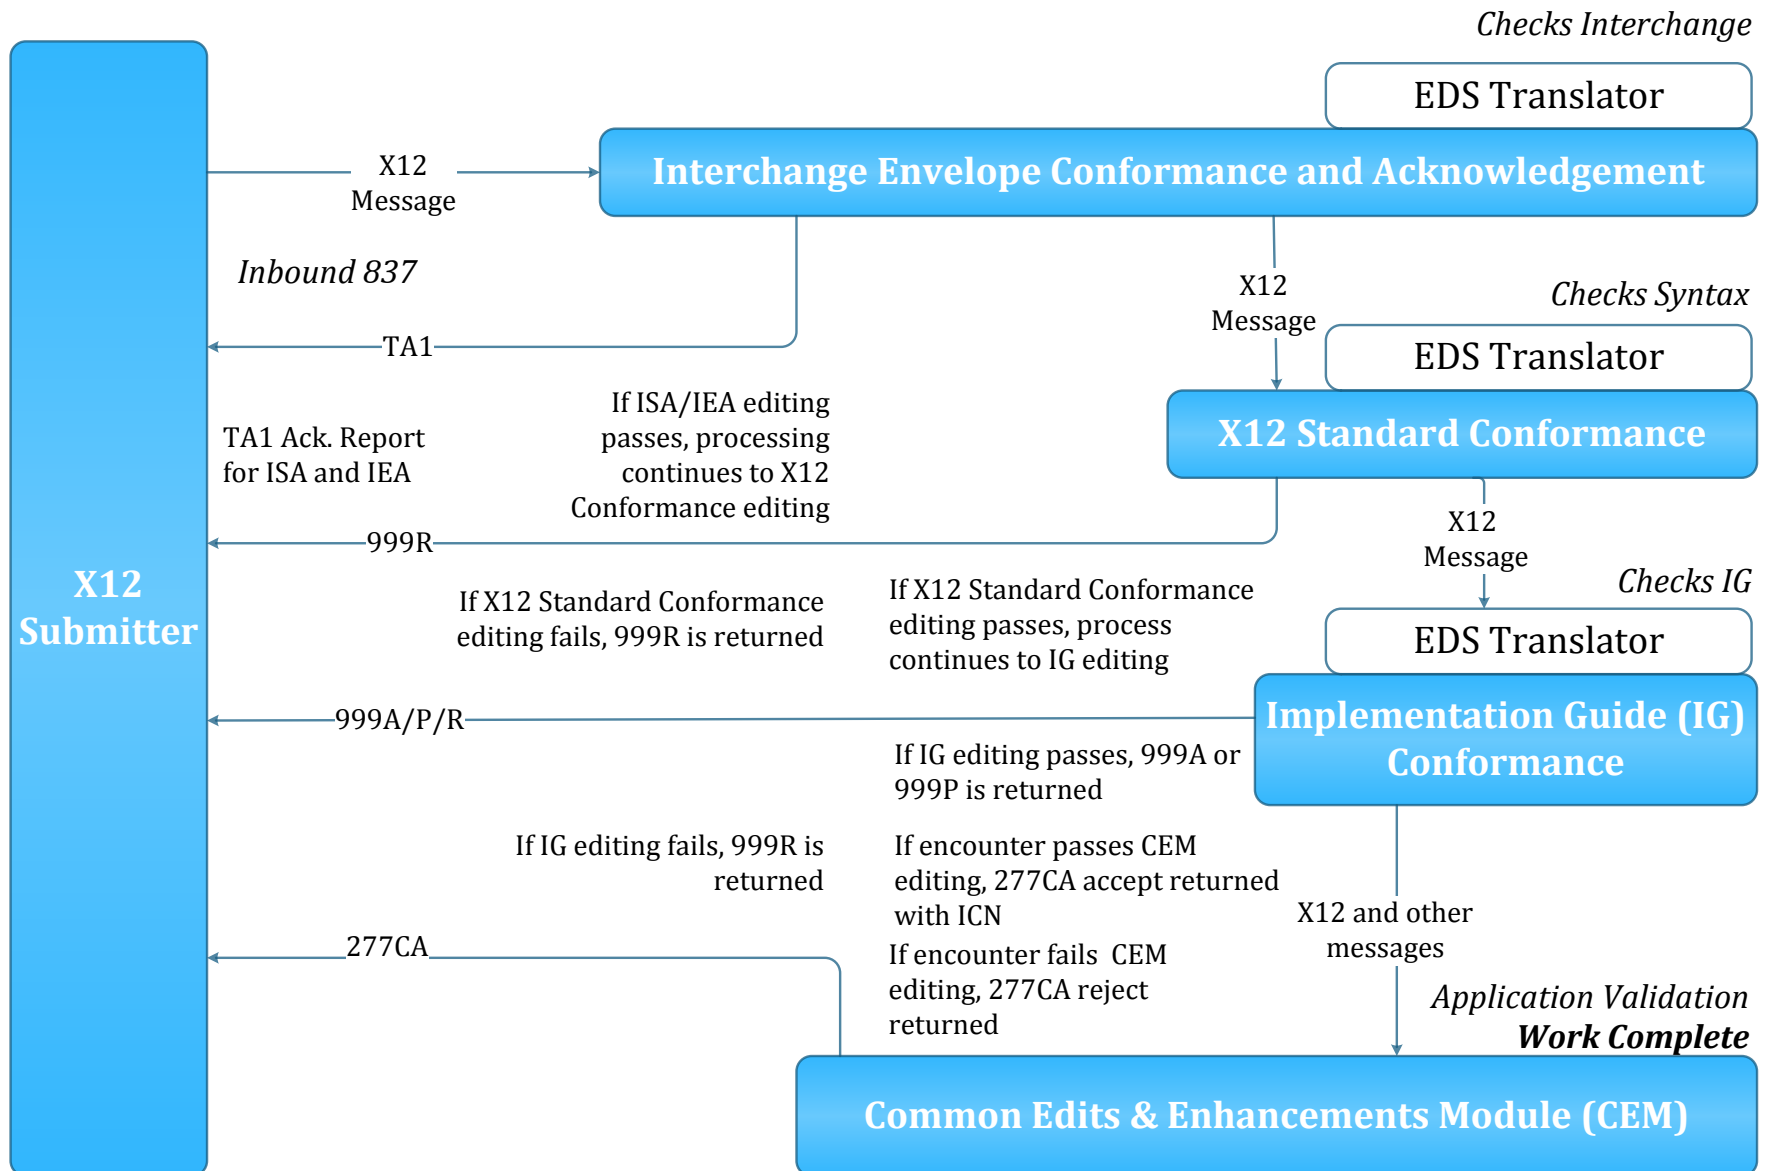 Checks Interchange
EDS Translator
Interchange Envelope Conformance and Acknowledgement
X12
Message
Inbound 837
X12
Message
Checks Syntax
EDS Translator
TA1
X12 Standard Conformance
TA1 Ack. Report
for ISA and IEA
If ISA/IEA editing
passes, processing
continues to X12
Conformance editing
999R
X12
Message
Checks IG
EDS Translator
X12
Submitter
If X12 Standard Conformance
editing fails, 999R is returned
If X12 Standard Conformance
editing passes, process
continues to IG editing
Implementation Guide (IG)
Conformance
999A/P/R
If IG editing passes, 999A or
999P is returned
If IG editing fails, 999R is
returned
If encounter passes CEM
editing, 277CA accept returned
with ICN
X12 and other
messages
277CA
If encounter fails  CEM
editing, 277CA reject
returned
Application Validation
Work Complete
Common Edits & Enhancements Module (CEM)